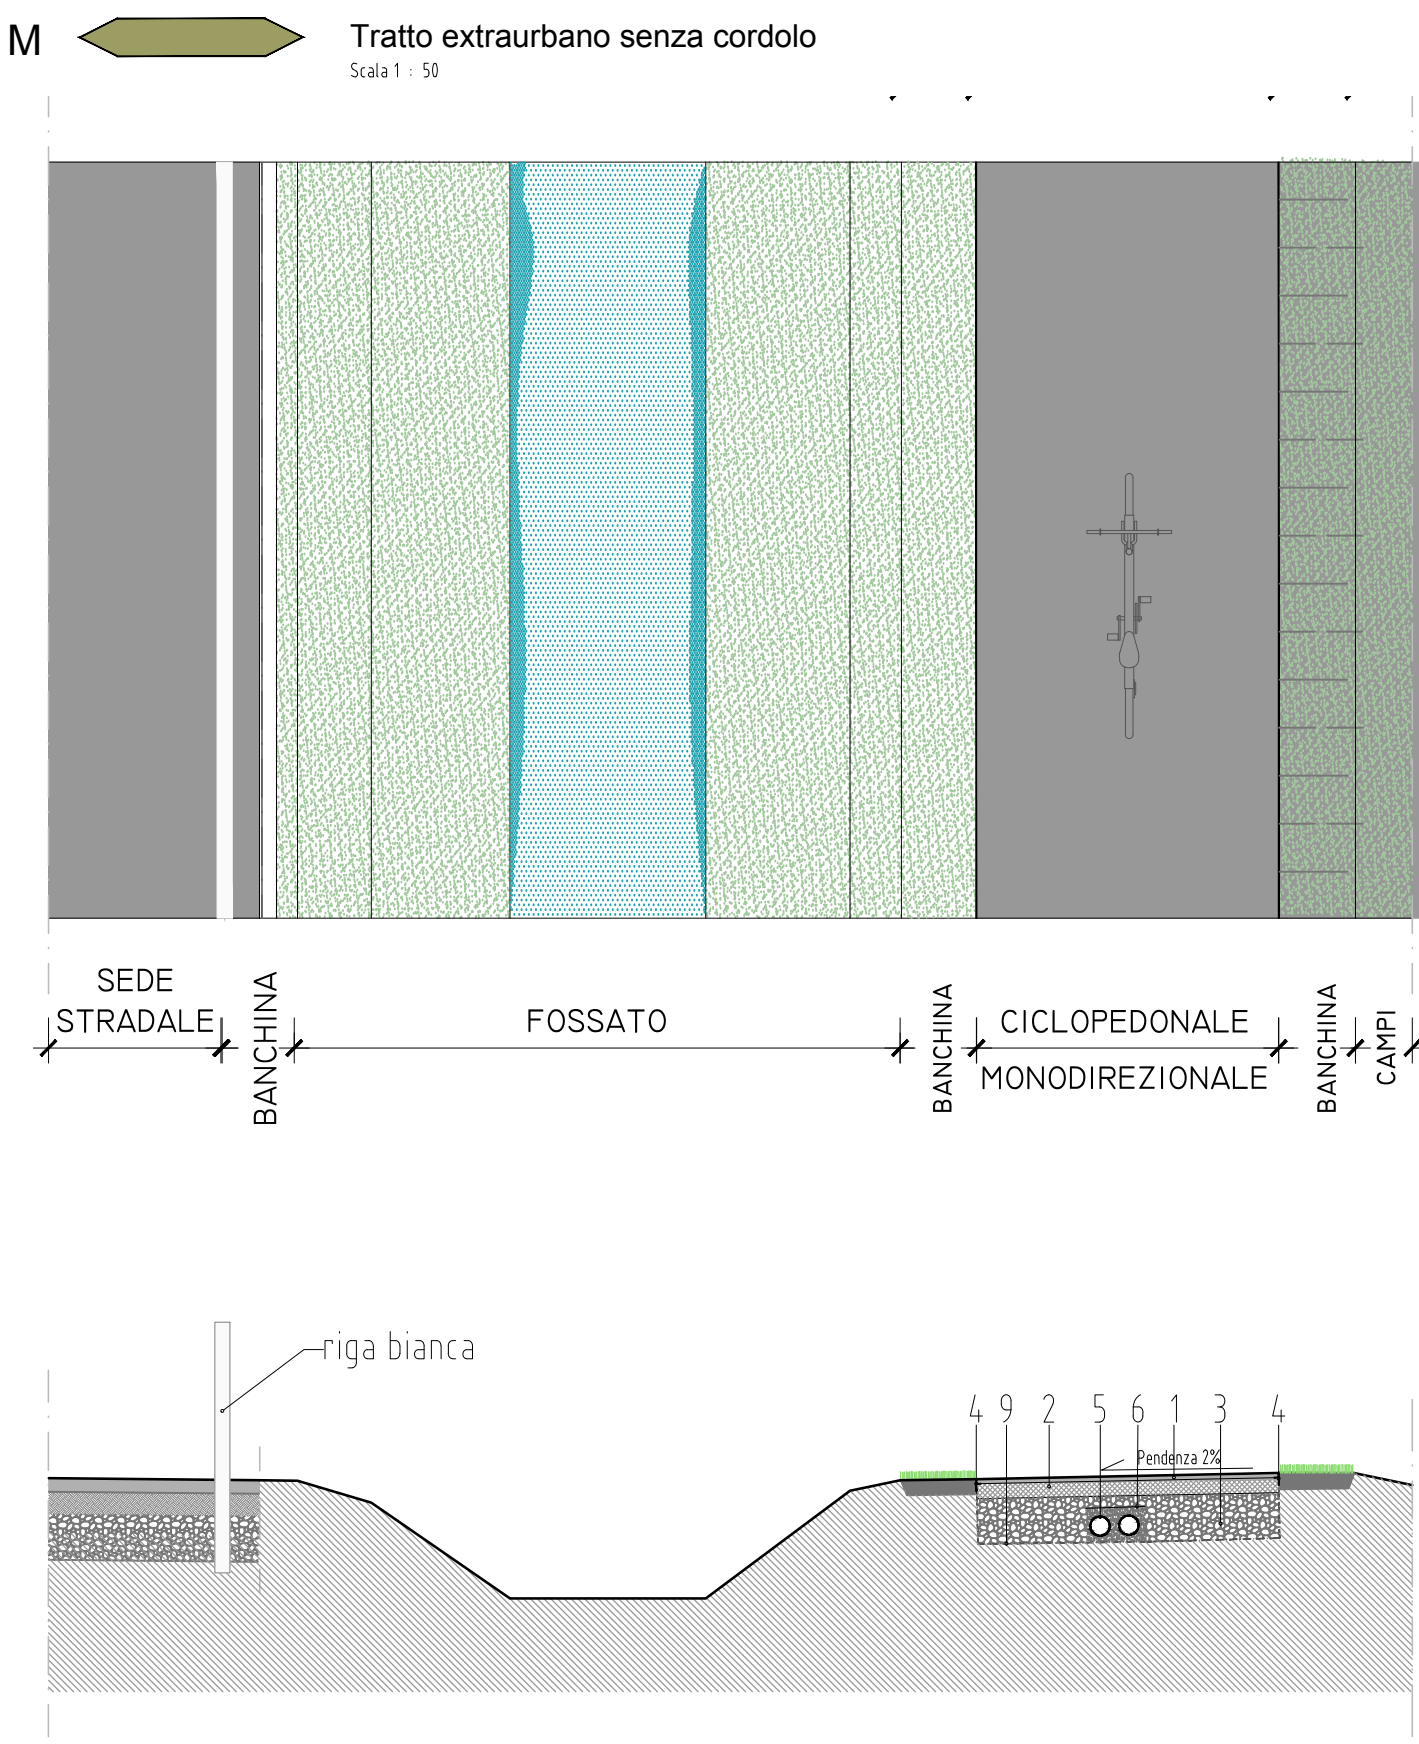 M
Tratto extraurbano senza cordolo
Scala 1 : 50
SEDE
STRADALE
BANCHINA
FOSSATO
BANCHINA
CICLOPEDONALE
MONODIREZIONALE
BANCHINA
CAMPI
riga bianca
4 9 2 5 6 1 3 4
Pendenza 2%